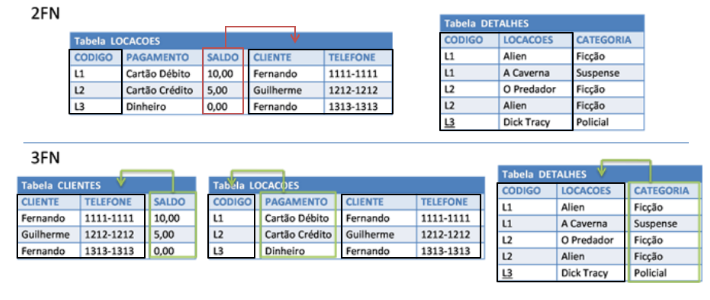 2FN
Tabela LOCACOES
CODIGO PAGAMENTO SALDO CLIENTE TELEFONE
L1 Cartão Débito 10,00 Fernando 1111-1111
L2 Cartão Crédito 5,00 Guilherme 1212-1212
L3 Dinheiro 0,00 Fernando 1313-1313
Tabela DETALHES
CODIGO LOCACOES CATEGORIA
L1 Alien Ficção
L1 A Caverna Suspense
L2 O Predador Ficção
L2 Alien Ficção
L3 Dick Tracy Policial
3FN
Tabela CLIENTES
CLIENTE TELEFONE SALDO
Fernando 1111-1111 10,00
Guilherme 1212-1212 5,00
Fernando 1313-1313 0,00
Tabela LOCACOES
CODIGO PAGAMENTO CLIENTE TELEFONE
L1 Cartão Débito Fernando 1111-1111
L2 Cartão Crédito Guilherme 1212-1212
L3 Dinheiro Fernando 1313-1313
Tabela DETALHES
CODIGO LOCACOES CATEGORIA
L1 Alien Ficção
L1 A Caverna Suspense
L2 O Predador Ficção
L2 Alien Ficção
L3 Dick Tracy Policial